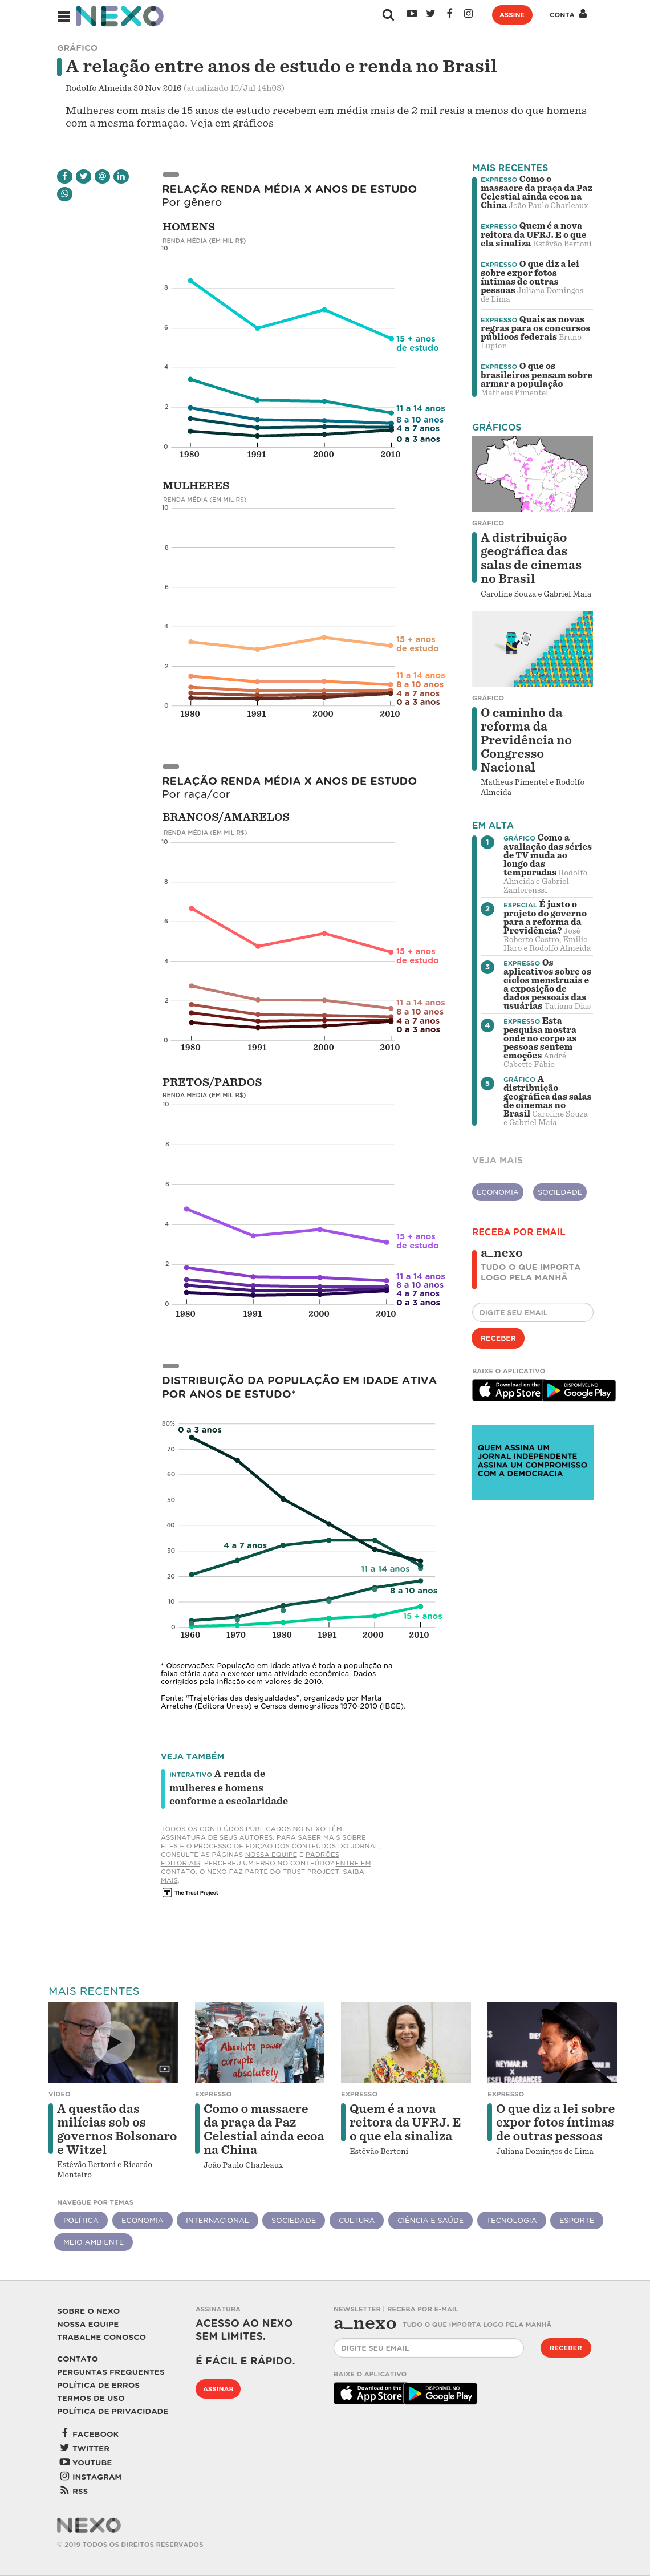 NEXO
ASSINE
CONTA
GRÁFICO
A relação entre anos de estudo e renda no Brasil
Rodolfo Almeida 30 Nov 2016 (atualizado 10/Jul 14h03)
Mulheres com mais de 15 anos de estudo recebem em média mais de 2 mil reais a menos do que homens
com a mesma formação. Veja em gráficos
RELAÇÃO RENDA MÉDIA X ANOS DE ESTUDO
Por gênero
HOMENS
RENDA MÉDIA (EM MIL R$)
10
8
6
15 + anos
de estudo
4
11 a 14 anos
2
8 a 10 anos
4 a 7 anos
0 a 3 anos
0
1980 1991 2000 2010
MULHERES
RENDA MÉDIA (EM MIL R$)
10
8
6
4
15 + anos
de estudo
2
11 a 14 anos
8 a 10 anos
4 a 7 anos
0 a 3 anos
0
1980 1991 2000 2010
RELAÇÃO RENDA MÉDIA X ANOS DE ESTUDO
Por raça/cor
BRANCOS/AMARELOS
RENDA MÉDIA (EM MIL R$)
10
8
6
15 + anos
de estudo
4
2
11 a 14 anos
8 a 10 anos
4 a 7 anos
0 a 3 anos
0
1980 1991 2000 2010
PRETOS/PARDOS
RENDA MÉDIA (EM MIL R$)
10
8
6
4
15 + anos
de estudo
2
11 a 14 anos
8 a 10 anos
4 a 7 anos
0 a 3 anos
0
1980 1991 2000 2010
DISTRIBUIÇÃO DA POPULAÇÃO EM IDADE ATIVA
POR ANOS DE ESTUDO*
80%
0 a 3 anos
70
60
50
40
4 a 7 anos
30
11 a 14 anos
20
8 a 10 anos
10
15 + anos
0
1960 1970 1980 1991 2000 2010
* Observações: População em idade ativa é toda a população na
faixa etária apta a exercer uma atividade econômica. Dados
corrigidos pela inflação com valores de 2010.
Fonte: “Trajetórias das desigualdades”, organizado por Marta
Arretche (Editora Unesp) e Censos demográficos 1970-2010 (IBGE).
VEJA TAMBÉM
INTERATIVO A renda de
mulheres e homens
conforme a escolaridade
TODOS OS CONTEÚDOS PUBLICADOS NO NEXO TÊM
ASSINATURA DE SEUS AUTORES. PARA SABER MAIS SOBRE
ELES E O PROCESSO DE EDIÇÃO DOS CONTEÚDOS DO JORNAL,
CONSULTE AS PÁGINAS NOSSA EQUIPE E PADRÕES
EDITORIAIS. PERCEBEU UM ERRO NO CONTEÚDO? ENTRE EM
CONTATO. O NEXO FAZ PARTE DO TRUST PROJECT. SAIBA
MAIS.
T The Trust Project
MAIS RECENTES
EXPRESSO Como o
massacre da praça da Paz
Celestial ainda ecoa na
China João Paulo Charleaux
EXPRESSO Quem é a nova
reitora da UFRJ. E o que
ela sinaliza Estêvão Bertoni
EXPRESSO O que diz a lei
sobre expor fotos
íntimas de outras
pessoas Juliana Domingos
de Lima
EXPRESSO Quais as novas
regras para os concursos
públicos federais Bruno
Lupion
EXPRESSO O que os
brasileiros pensam sobre
armar a população
Matheus Pimentel
GRÁFICOS
GRÁFICO
A distribuição
geográfica das
salas de cinemas
no Brasil
Caroline Souza e Gabriel Maia
GRÁFICO
O caminho da
reforma da
Previdência no
Congresso
Nacional
Matheus Pimentel e Rodolfo
Almeida
EM ALTA
1 GRÁFICO Como a
avaliação das séries
de TV muda ao
longo das
temporadas Rodolfo
Almeida e Gabriel
Zanlorenssi
2 ESPECIAL É justo o
projeto do governo
para a reforma da
Previdência? José
Roberto Castro, Emilio
Haro e Rodolfo Almeida
3 EXPRESSO Os
aplicativos sobre os
ciclos menstruais e
a exposição de
dados pessoais das
usuárias Tatiana Dias
4 EXPRESSO Esta
pesquisa mostra
onde no corpo as
pessoas sentem
emoções André
Cabette Fábio
5 GRÁFICO A
distribuição
geográfica das salas
de cinemas no
Brasil Caroline Souza
e Gabriel Maia
VEJA MAIS
ECONOMIA SOCIEDADE
RECEBA POR EMAIL
a_nexo
TUDO O QUE IMPORTA
LOGO PELA MANHÃ
DIGITE SEU EMAIL
RECEBER
BAIXE O APLICATIVO
Download on the
App Store
DISPONÍVEL NO
Google Play
QUEM ASSINA UM
JORNAL INDEPENDENTE
ASSINA UM COMPROMISSO
COM A DEMOCRACIA
MAIS RECENTES
Absolute power
corrupts
absolutely
NEYMAR JR
DIESEL FRAGRANCES
VÍDEO
A questão das
milícias sob os
governos Bolsonaro
e Witzel
Estêvão Bertoni e Ricardo
Monteiro
EXPRESSO
Como o massacre
da praça da Paz
Celestial ainda ecoa
na China
João Paulo Charleaux
EXPRESSO
Quem é a nova
reitora da UFRJ. E
o que ela sinaliza
Estêvão Bertoni
EXPRESSO
O que diz a lei sobre
expor fotos íntimas
de outras pessoas
Juliana Domingos de Lima
NAVEGUE POR TEMAS
POLÍTICA ECONOMIA INTERNACIONAL SOCIEDADE CULTURA CIÊNCIA E SAÚDE TECNOLOGIA ESPORTE
MEIO AMBIENTE
SOBRE O NEXO
NOSSA EQUIPE
TRABALHE CONOSCO
CONTATO
PERGUNTAS FREQUENTES
POLÍTICA DE ERROS
TERMOS DE USO
POLÍTICA DE PRIVACIDADE
FACEBOOK
TWITTER
YOUTUBE
INSTAGRAM
RSS
ASSINATURA
ACESSO AO NEXO
SEM LIMITES.
É FÁCIL E RÁPIDO.
ASSINAR
NEWSLETTER | RECEBA POR E-MAIL
a_nexo TUDO O QUE IMPORTA LOGO PELA MANHÃ
DIGITE SEU EMAIL
RECEBER
BAIXE O APLICATIVO
Download on the
App Store
DISPONÍVEL NO
Google Play
NEXO
© 2019 TODOS OS DIREITOS RESERVADOS